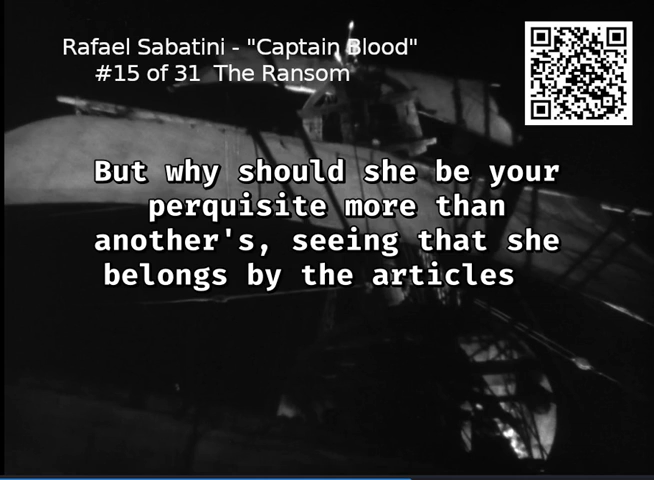 Rafael Sabatini - "Captain Blood"
#15 of 31 The Ransom
But why should she be your
perquisite more than
another's, seeing that she
belongs by the articles